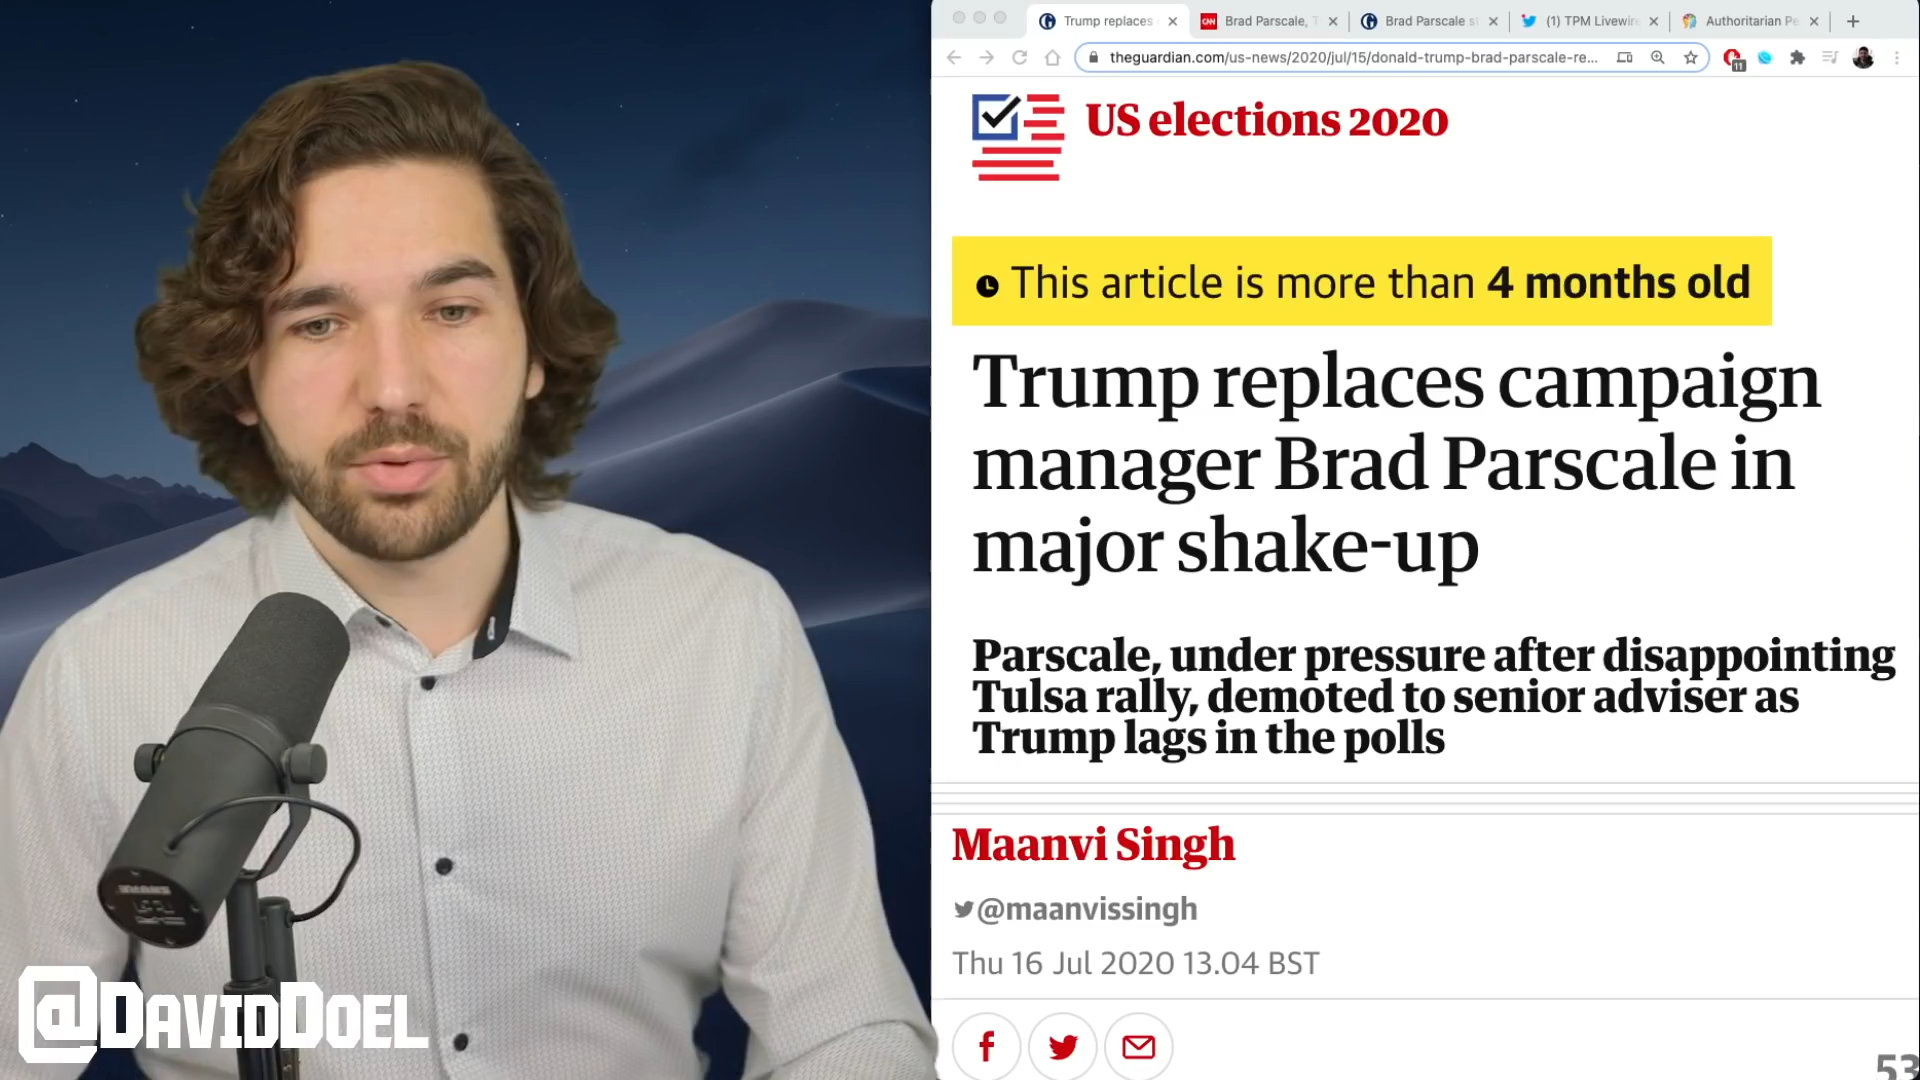 Trump replaces
Brad Parscale, T
Brad Parscale s
(1) TPM Livewire
Authoritarian Pe
theguardian.com/us-news/2020/jul/15/donald-trump-brad-parscale-re...
11
US elections 2020
This article is more than 4 months old
Trump replaces campaign
manager Brad Parscale in
major shake-up
Parscale, under pressure after disappointing
Tulsa rally, demoted to senior adviser as
Trump lags in the polls
Maanvi Singh
@maanvissingh
Thu 16 Jul 2020 13.04 BST
53
@DavidDoel